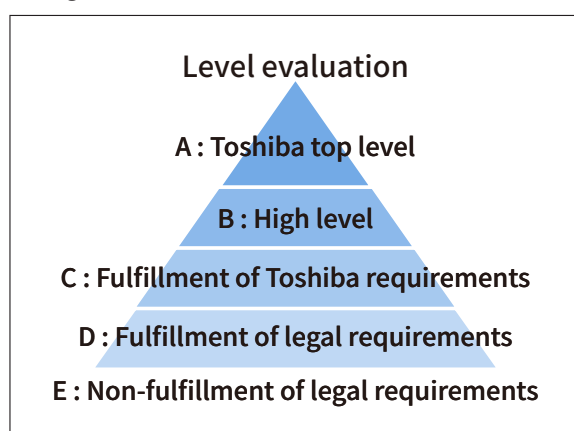 Level evaluation
A : Toshiba top level
B : High level
C : Fulfillment of Toshiba requirements
D : Fulfillment of legal requirements
E : Non-fulfillment of legal requirements